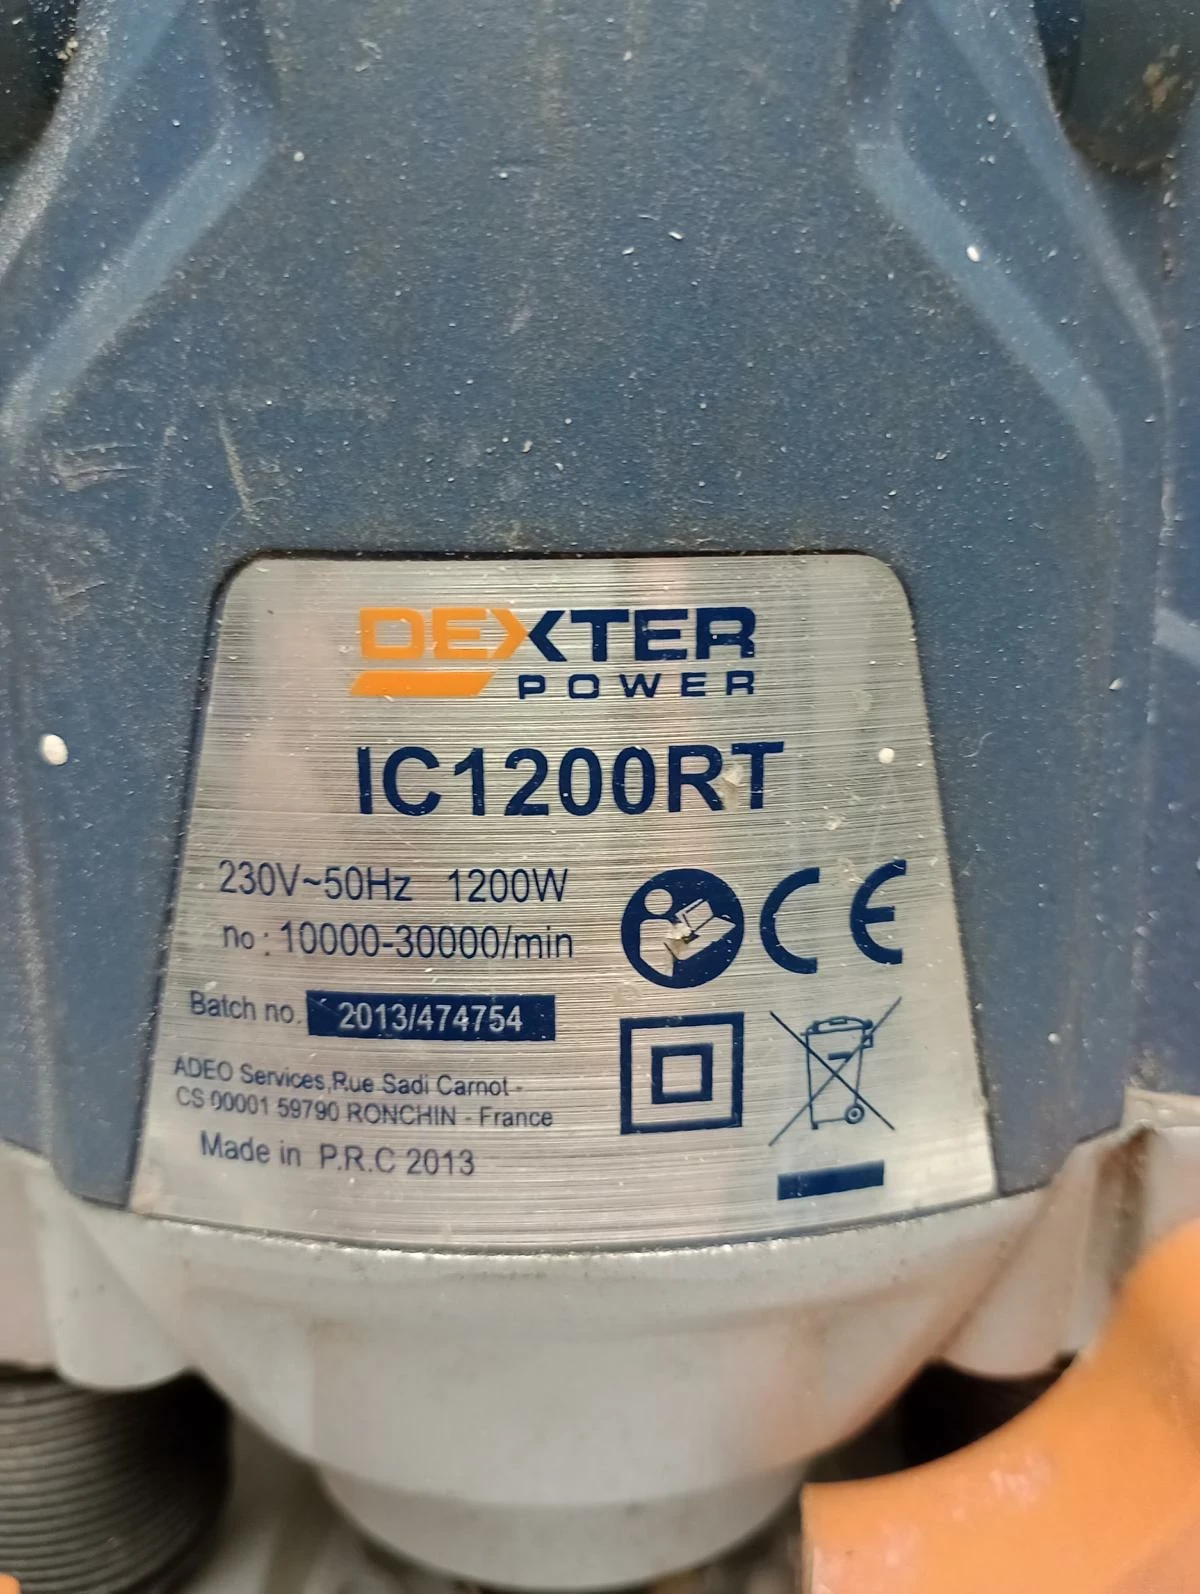 DEXTER
POWER
IC1200RT
230V~50Hz 1200W
no : 10000-30000/min
Batch no. 2013/474754
ADEO Services,Rue Sadi Carnot -
CS 00001 59790 RONCHIN - France
Made in P.R.C 2013
CE